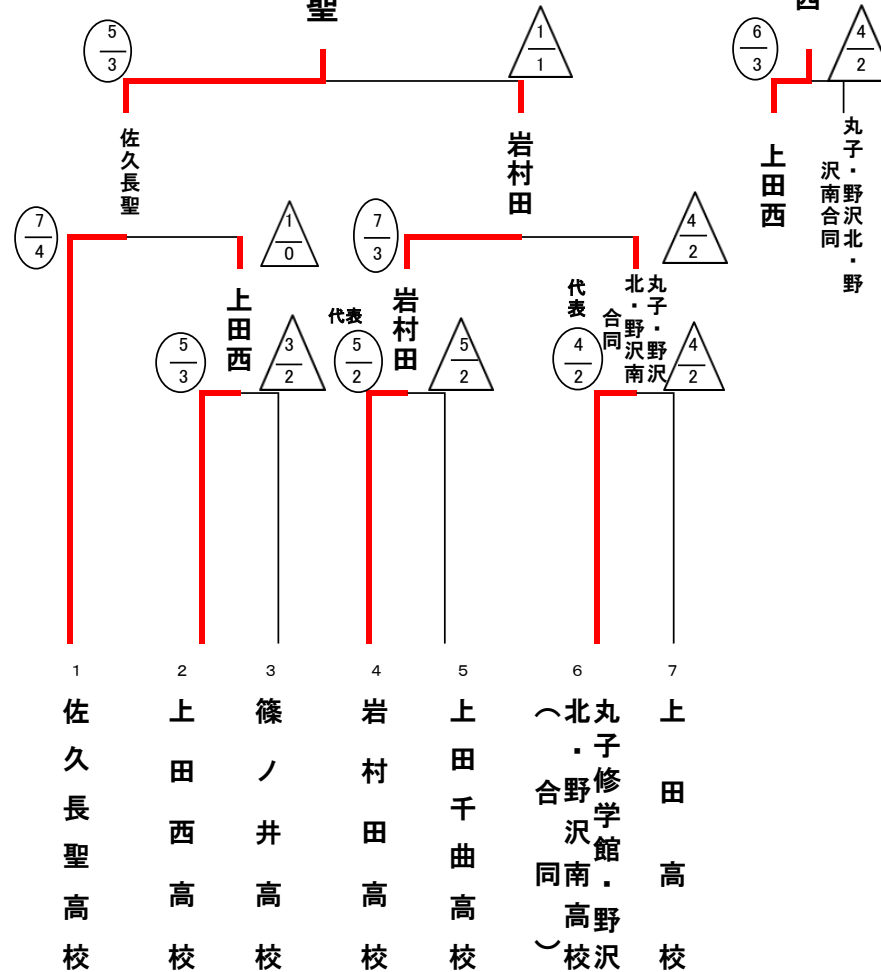 聖
5
3
1
1
6
3
4
2
佐久長聖
岩村田
上田西
丸子・野沢北・野
沢南合同
7
4
1
0
7
3
4
2
上田西
代表
岩村田
代表
丸子・野沢
北・野沢南
合同
5
3
3
2
5
2
5
2
4
2
4
2
1
2
3
4
5
6
7
佐久長聖高校
上田西高校
篠ノ井高校
岩村田高校
上田千曲高校
丸子修学館・野沢
北・野沢南高校
（合同）
上田高校